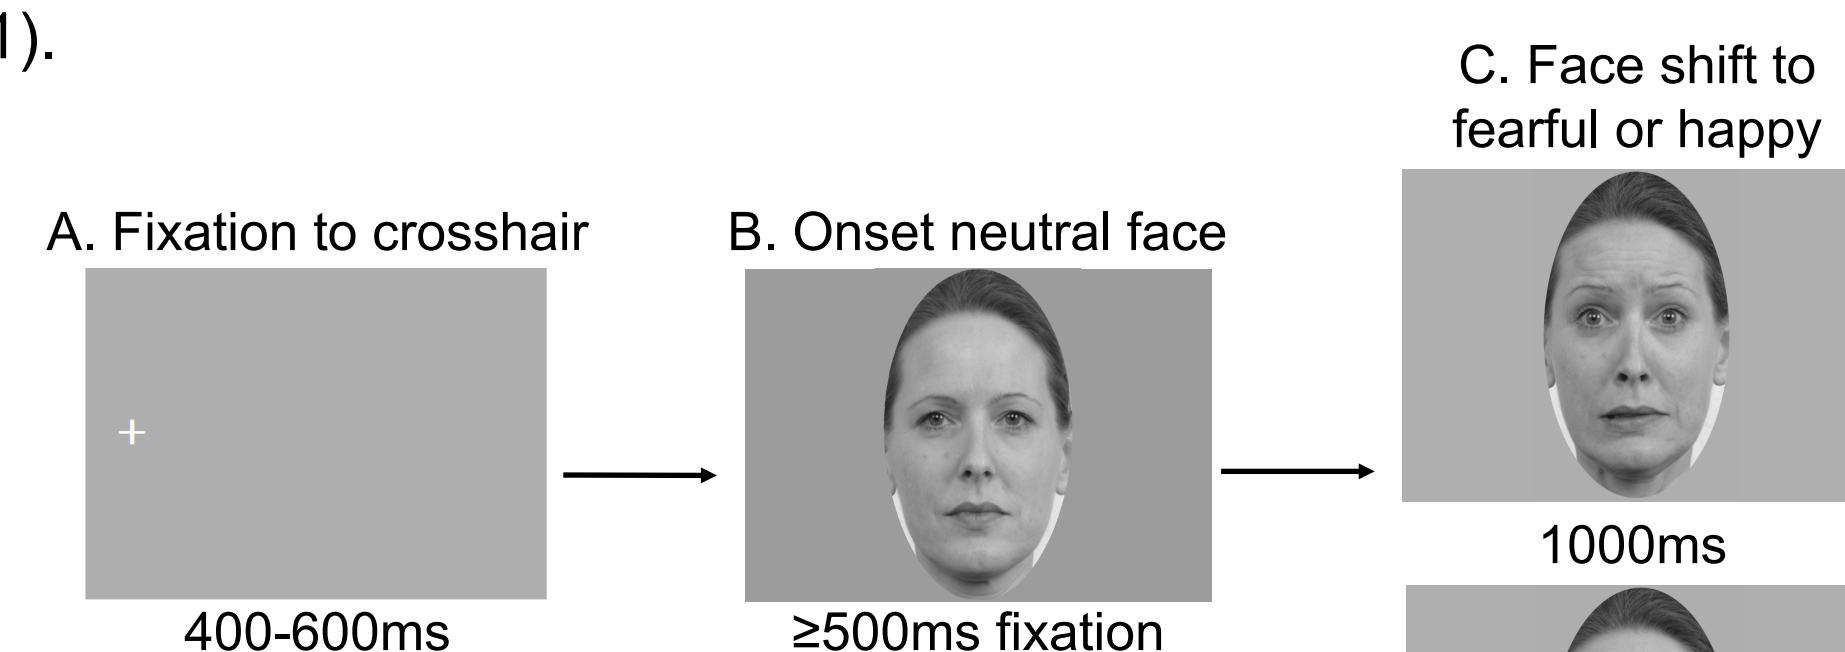 1).
C. Face shift to
fearful or happy
A. Fixation to crosshair
B. Onset neutral face
1000ms
400-600ms
≥500ms fixation